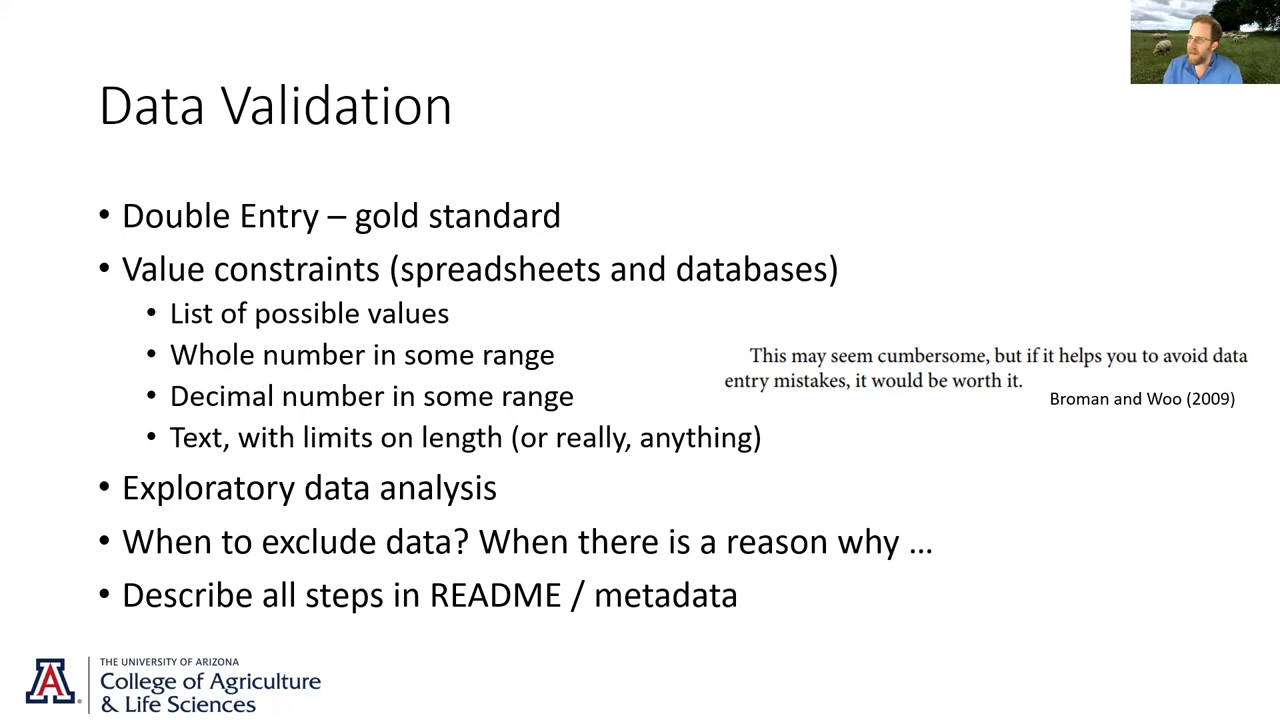 Data Validation
• Double Entry – gold standard
• Value constraints (spreadsheets and databases)
• List of possible values
• Whole number in some range
• Decimal number in some range
• Text, with limits on length (or really, anything)
This may seem cumbersome, but if it helps you to avoid data
entry mistakes, it would be worth it.
Broman and Woo (2009)
• Exploratory data analysis
• When to exclude data? When there is a reason why …
• Describe all steps in README / metadata
A
THE UNIVERSITY OF ARIZONA
College of Agriculture
& Life Sciences